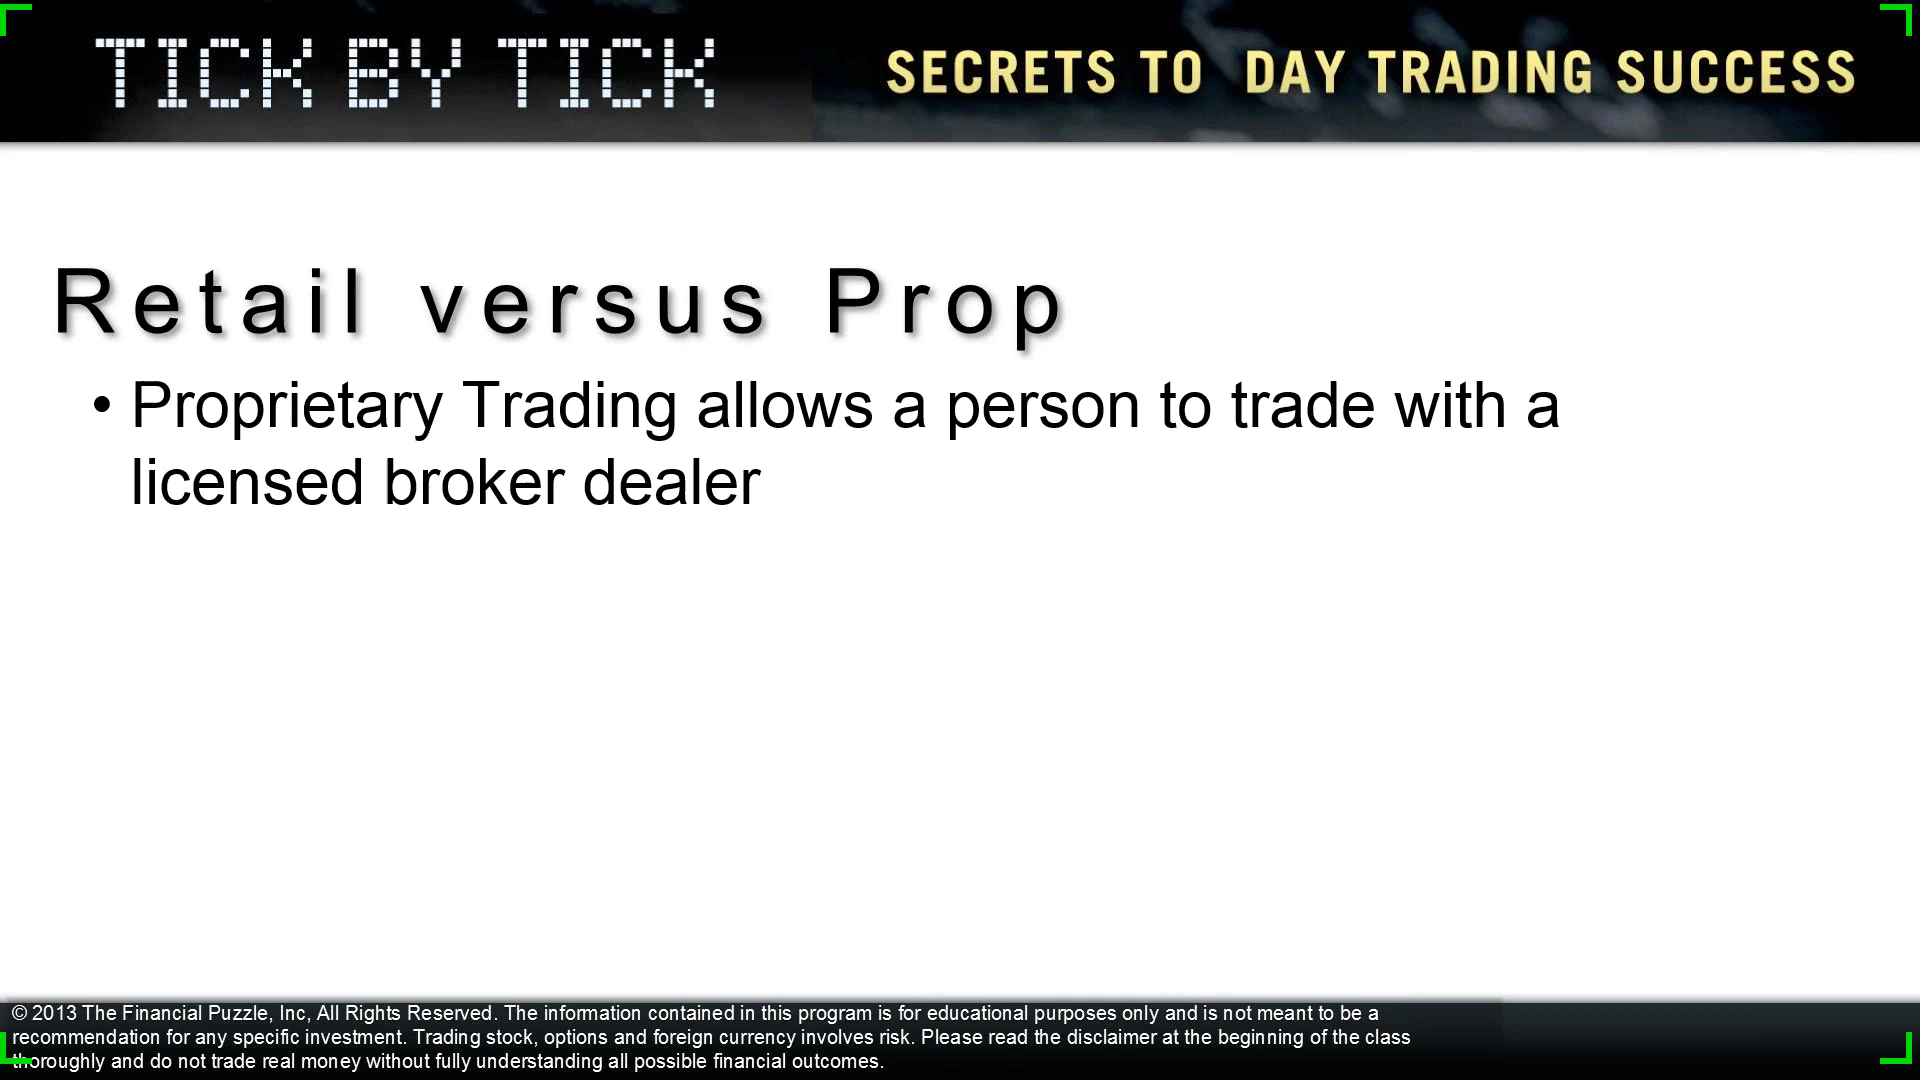 TICK BY TICK
SECRETS TO DAY TRADING SUCCESS
Retail versus Prop
• Proprietary Trading allows a person to trade with a
licensed broker dealer
© 2013 The Financial Puzzle, Inc, All Rights Reserved. The information contained in this program is for educational purposes only and is not meant to be a
recommendation for any specific investment. Trading stock, options and foreign currency involves risk. Please read the disclaimer at the beginning of the class
thoroughly and do not trade real money without fully understanding all possible financial outcomes.